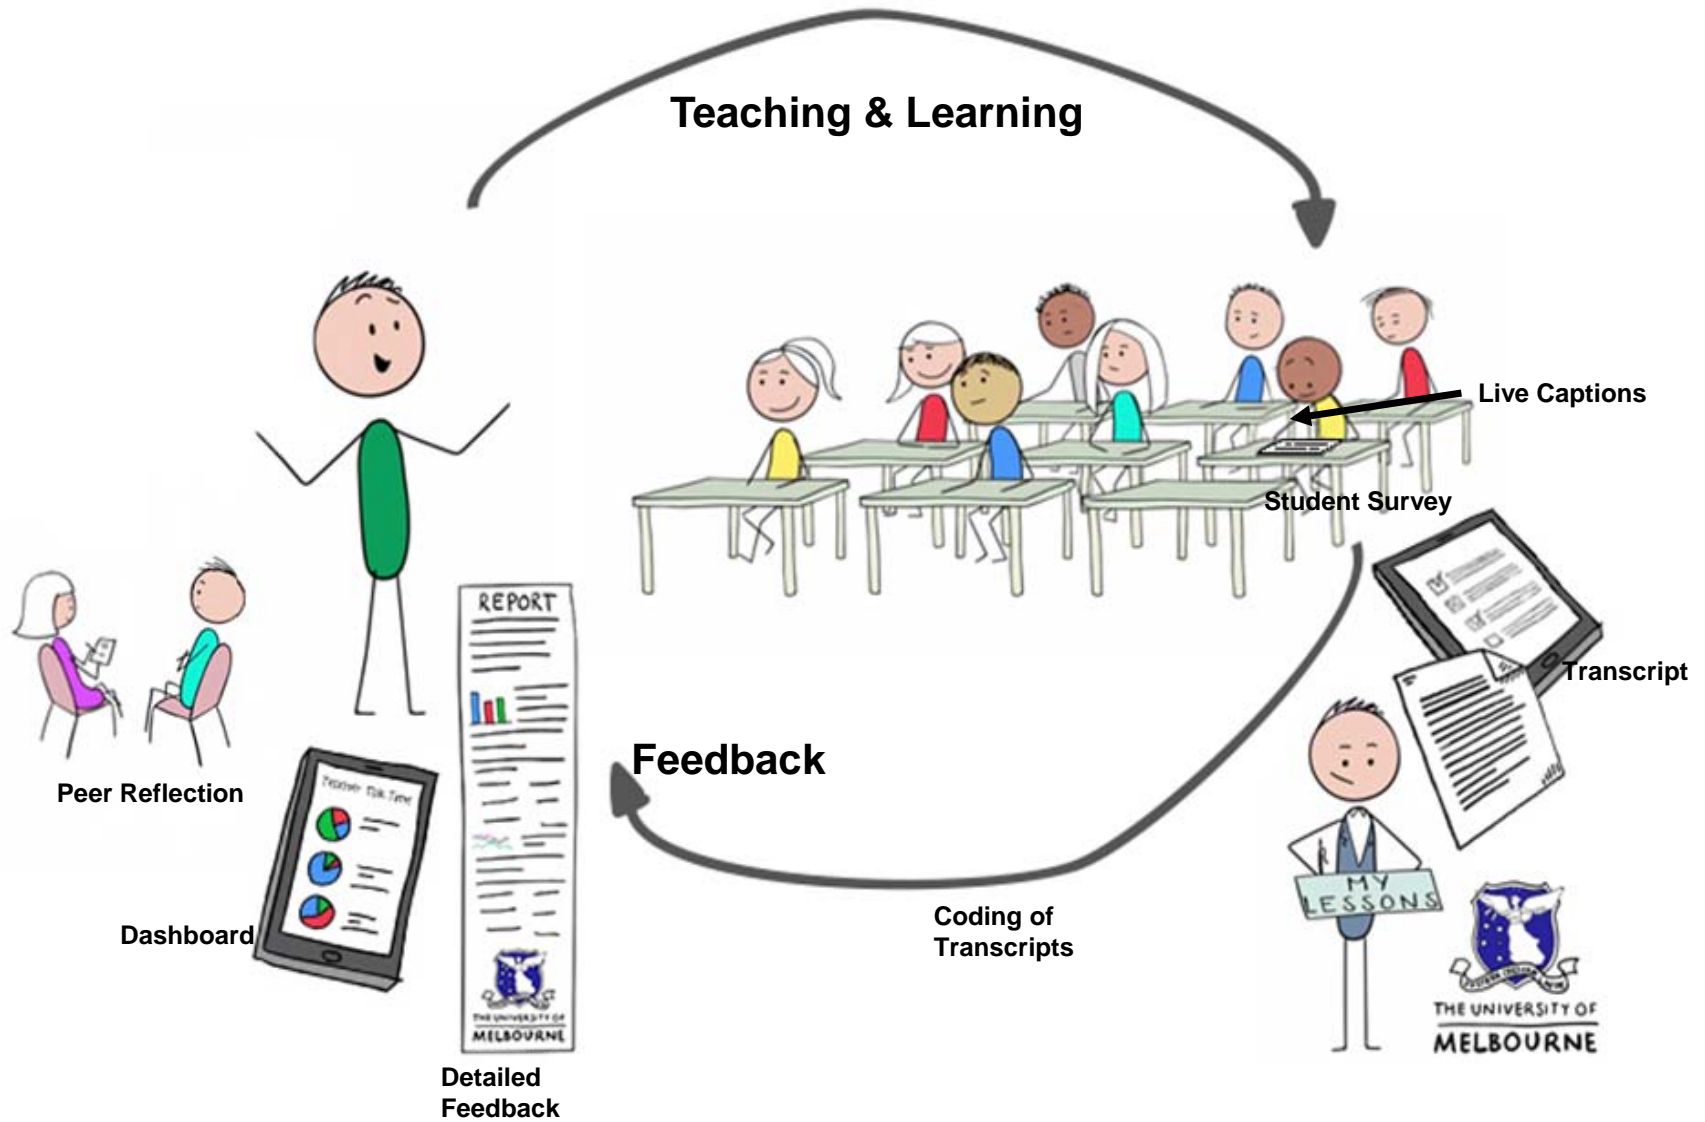 Teaching & Learning
Live Captions
Student Survey
REPORT
Transcript
Feedback
Peer Reflection
TEACHER TALK TIME
MY
LESSONS
Coding of
Transcripts
Dashboard
THE UNIVERSITY OF
MELBOURNE
THE UNIVERSITY OF
MELBOURNE
Detailed
Feedback